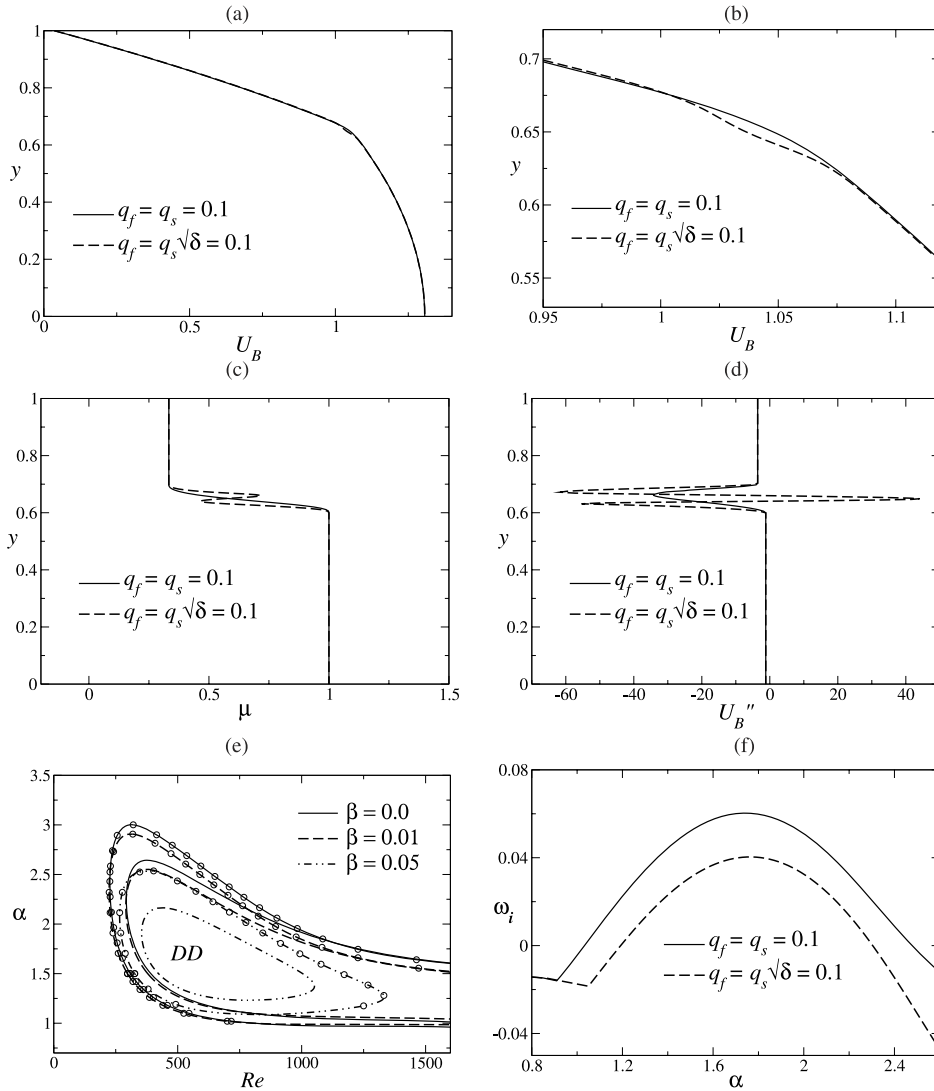 (a)
1
0.8
0.6
y
0.4
0.2
0
q_f = q_s = 0.1
q_f = q_s√δ = 0.1
0
0.5
1
U_B
(b)
0.7
0.65
y
0.6
0.55
q_f = q_s = 0.1
q_f = q_s√δ = 0.1
0.95
1
1.05
1.1
U_B
(c)
1
0.8
0.6
y
0.4
0.2
0
q_f = q_s = 0.1
q_f = q_s√δ = 0.1
0
0.5
1
1.5
μ
(d)
1
0.8
0.6
y
0.4
0.2
0
q_f = q_s = 0.1
q_f = q_s√δ = 0.1
-60
-40
-20
0
20
40
U_B''
(e)
3.5
3
2.5
α
2
1.5
1
β = 0.0
β = 0.01
β = 0.05
DD
0
500
1000
1500
Re
(f)
0.08
0.04
ω_i
0
-0.04
q_f = q_s = 0.1
q_f = q_s√δ = 0.1
0.8
1.2
1.6
2
2.4
α